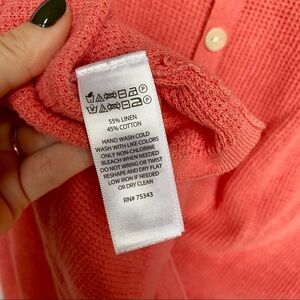 55% LINEN
45% COTTON
HAND WASH COLD
WASH WITH LIKE COLORS
ONLY NON-CHLORINE
BLEACH WHEN NEEDED
DO NOT WRING OR TWIST
RESHAPE AND DRY FLAT
LOW IRON IF NEEDED
OR DRY CLEAN
RN# 75343